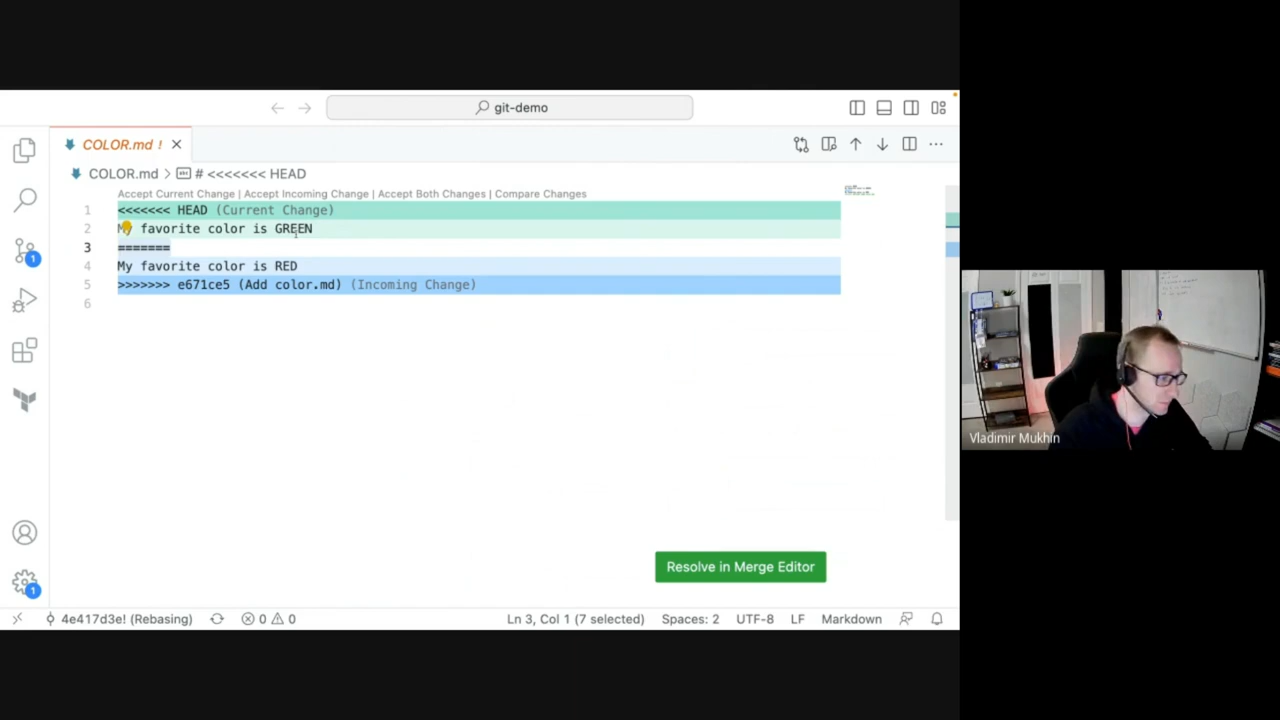 git-demo
COLOR.md !
COLOR.md > # <<<<<<< HEAD
Accept Current Change | Accept Incoming Change | Accept Both Changes | Compare Changes
1 <<<<<<< HEAD (Current Change)
2 My favorite color is GREEN
3 =======
4 My favorite color is RED
5 >>>>>>> e671ce5 (Add color.md) (Incoming Change)
6
1
Vladimir Mukhin
Resolve in Merge Editor
1
4e417d3e! (Rebasing) 0 0 Ln 3, Col 1 (7 selected) Spaces: 2 UTF-8 LF Markdown